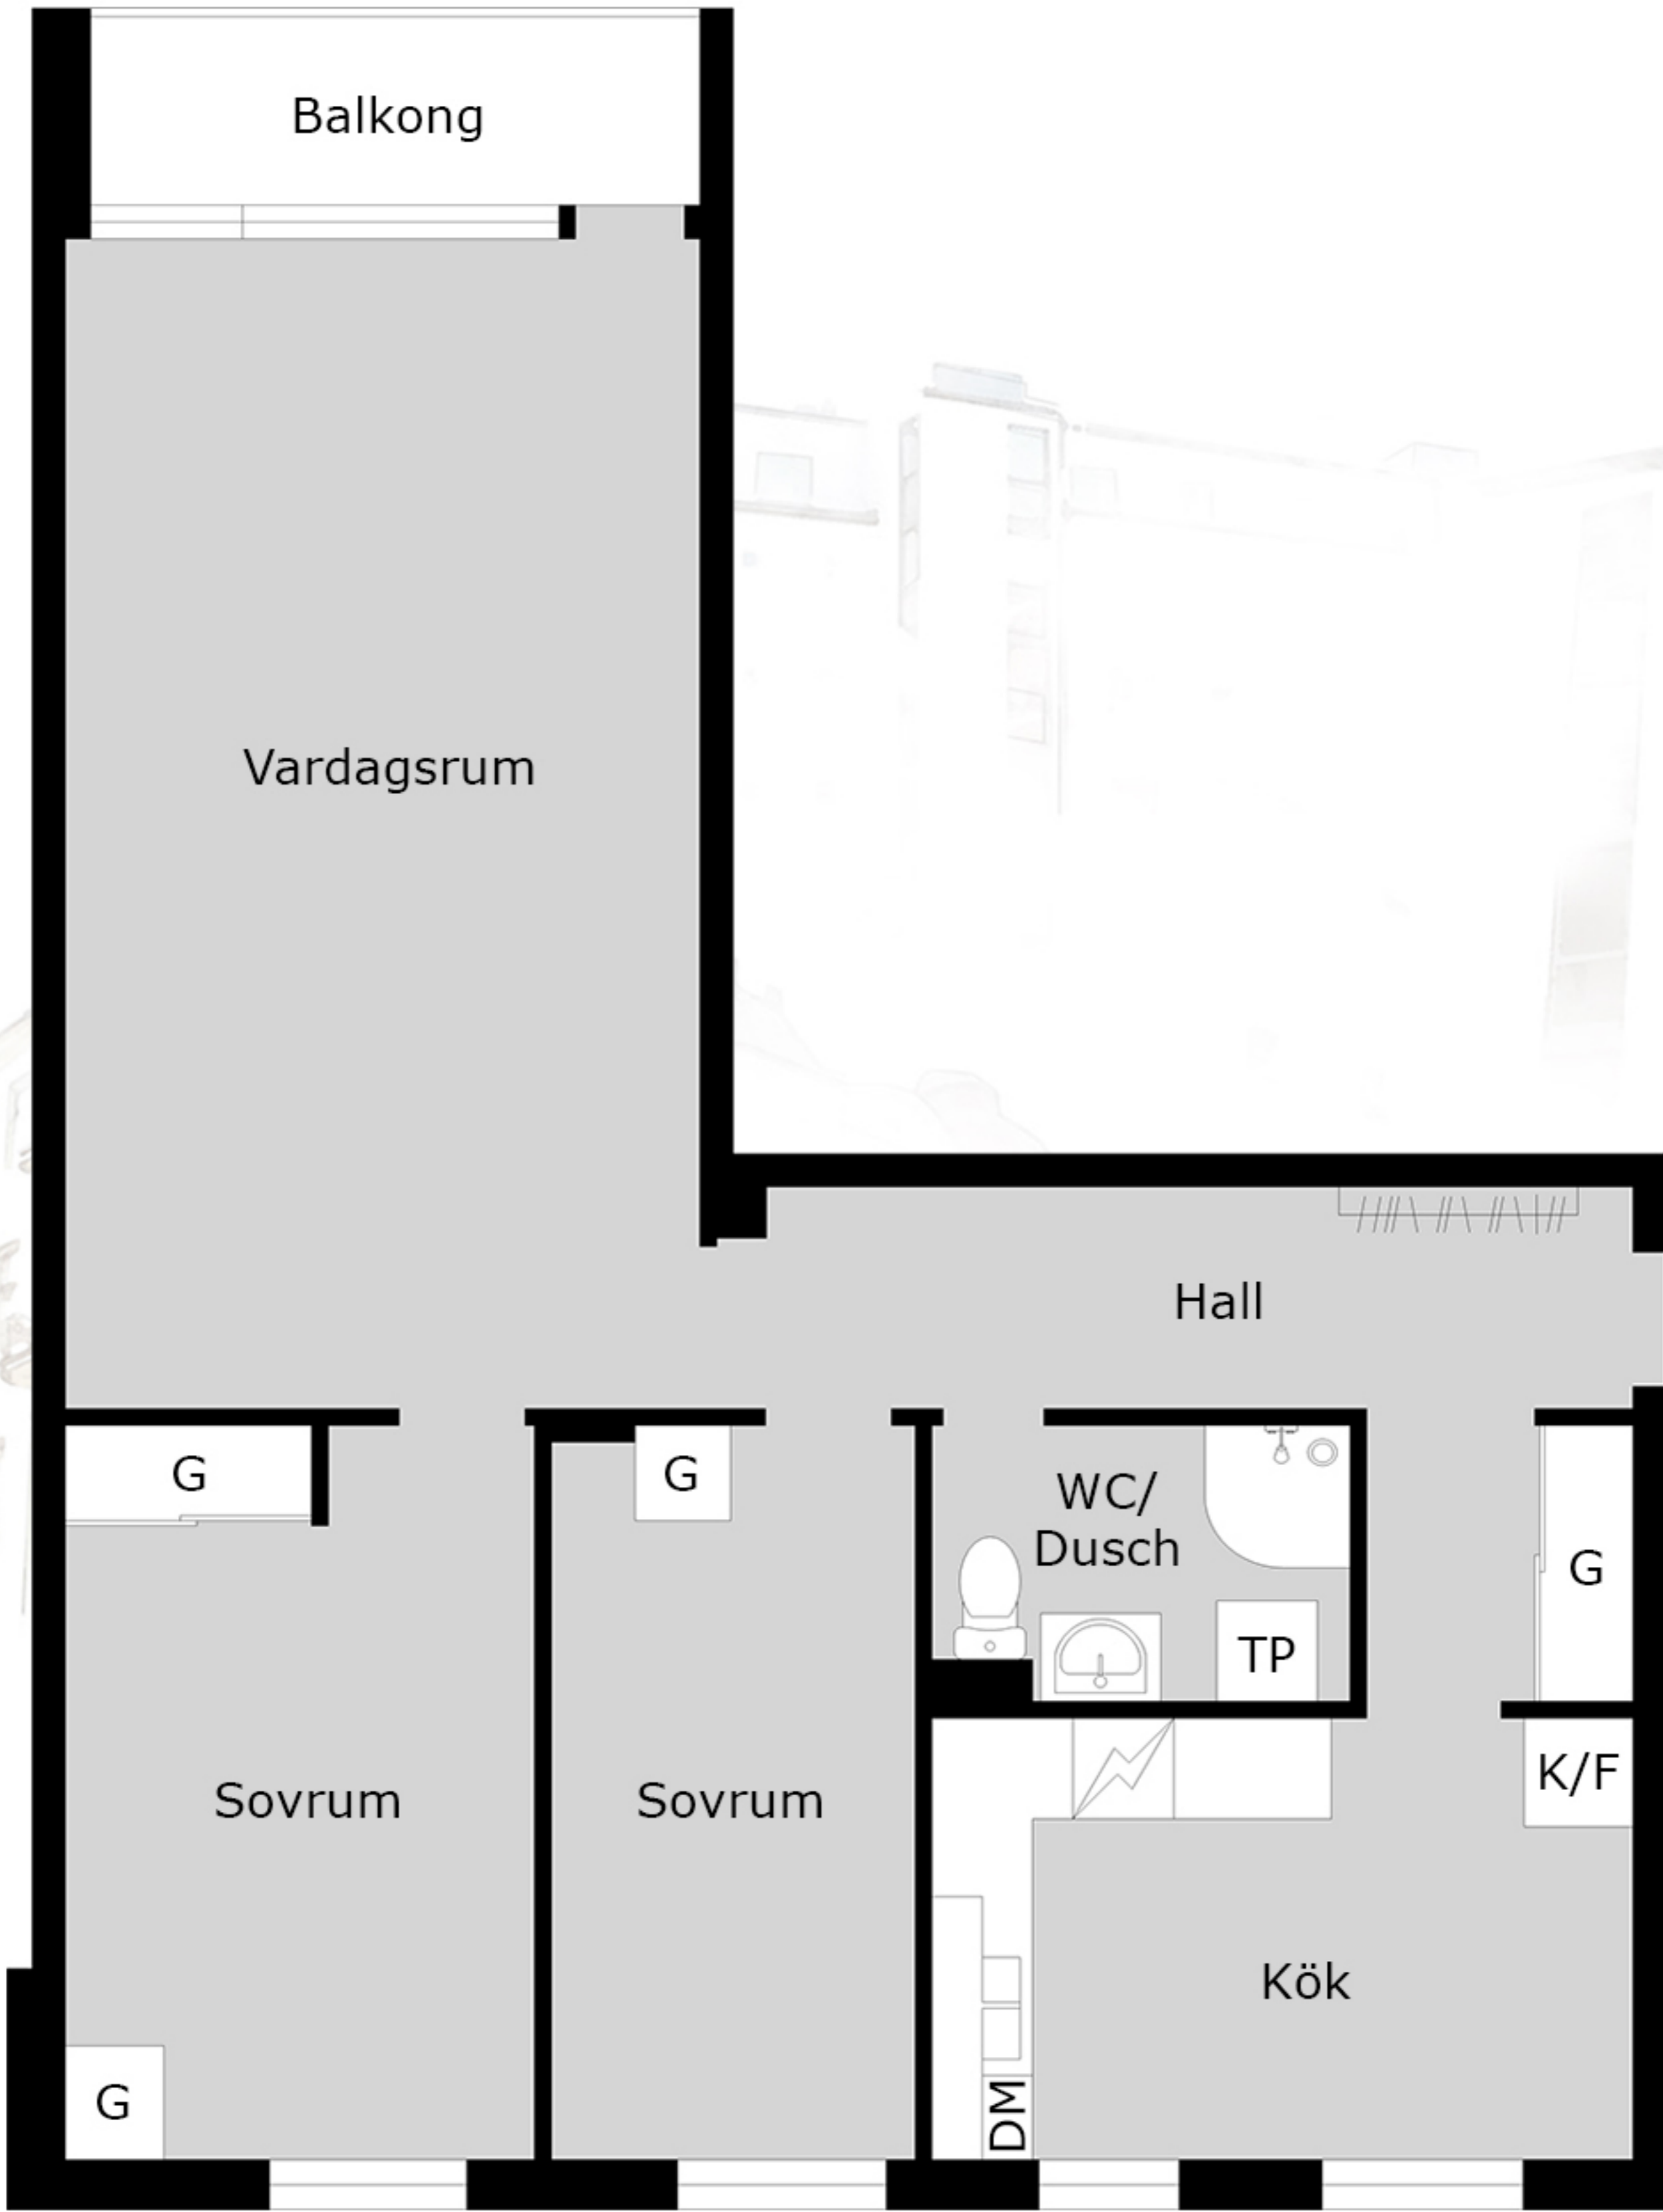 Balkong
Vardagsrum
Hall
G
G
WC/
Dusch
G
TP
K/F
Sovrum
Sovrum
Kök
G
DM